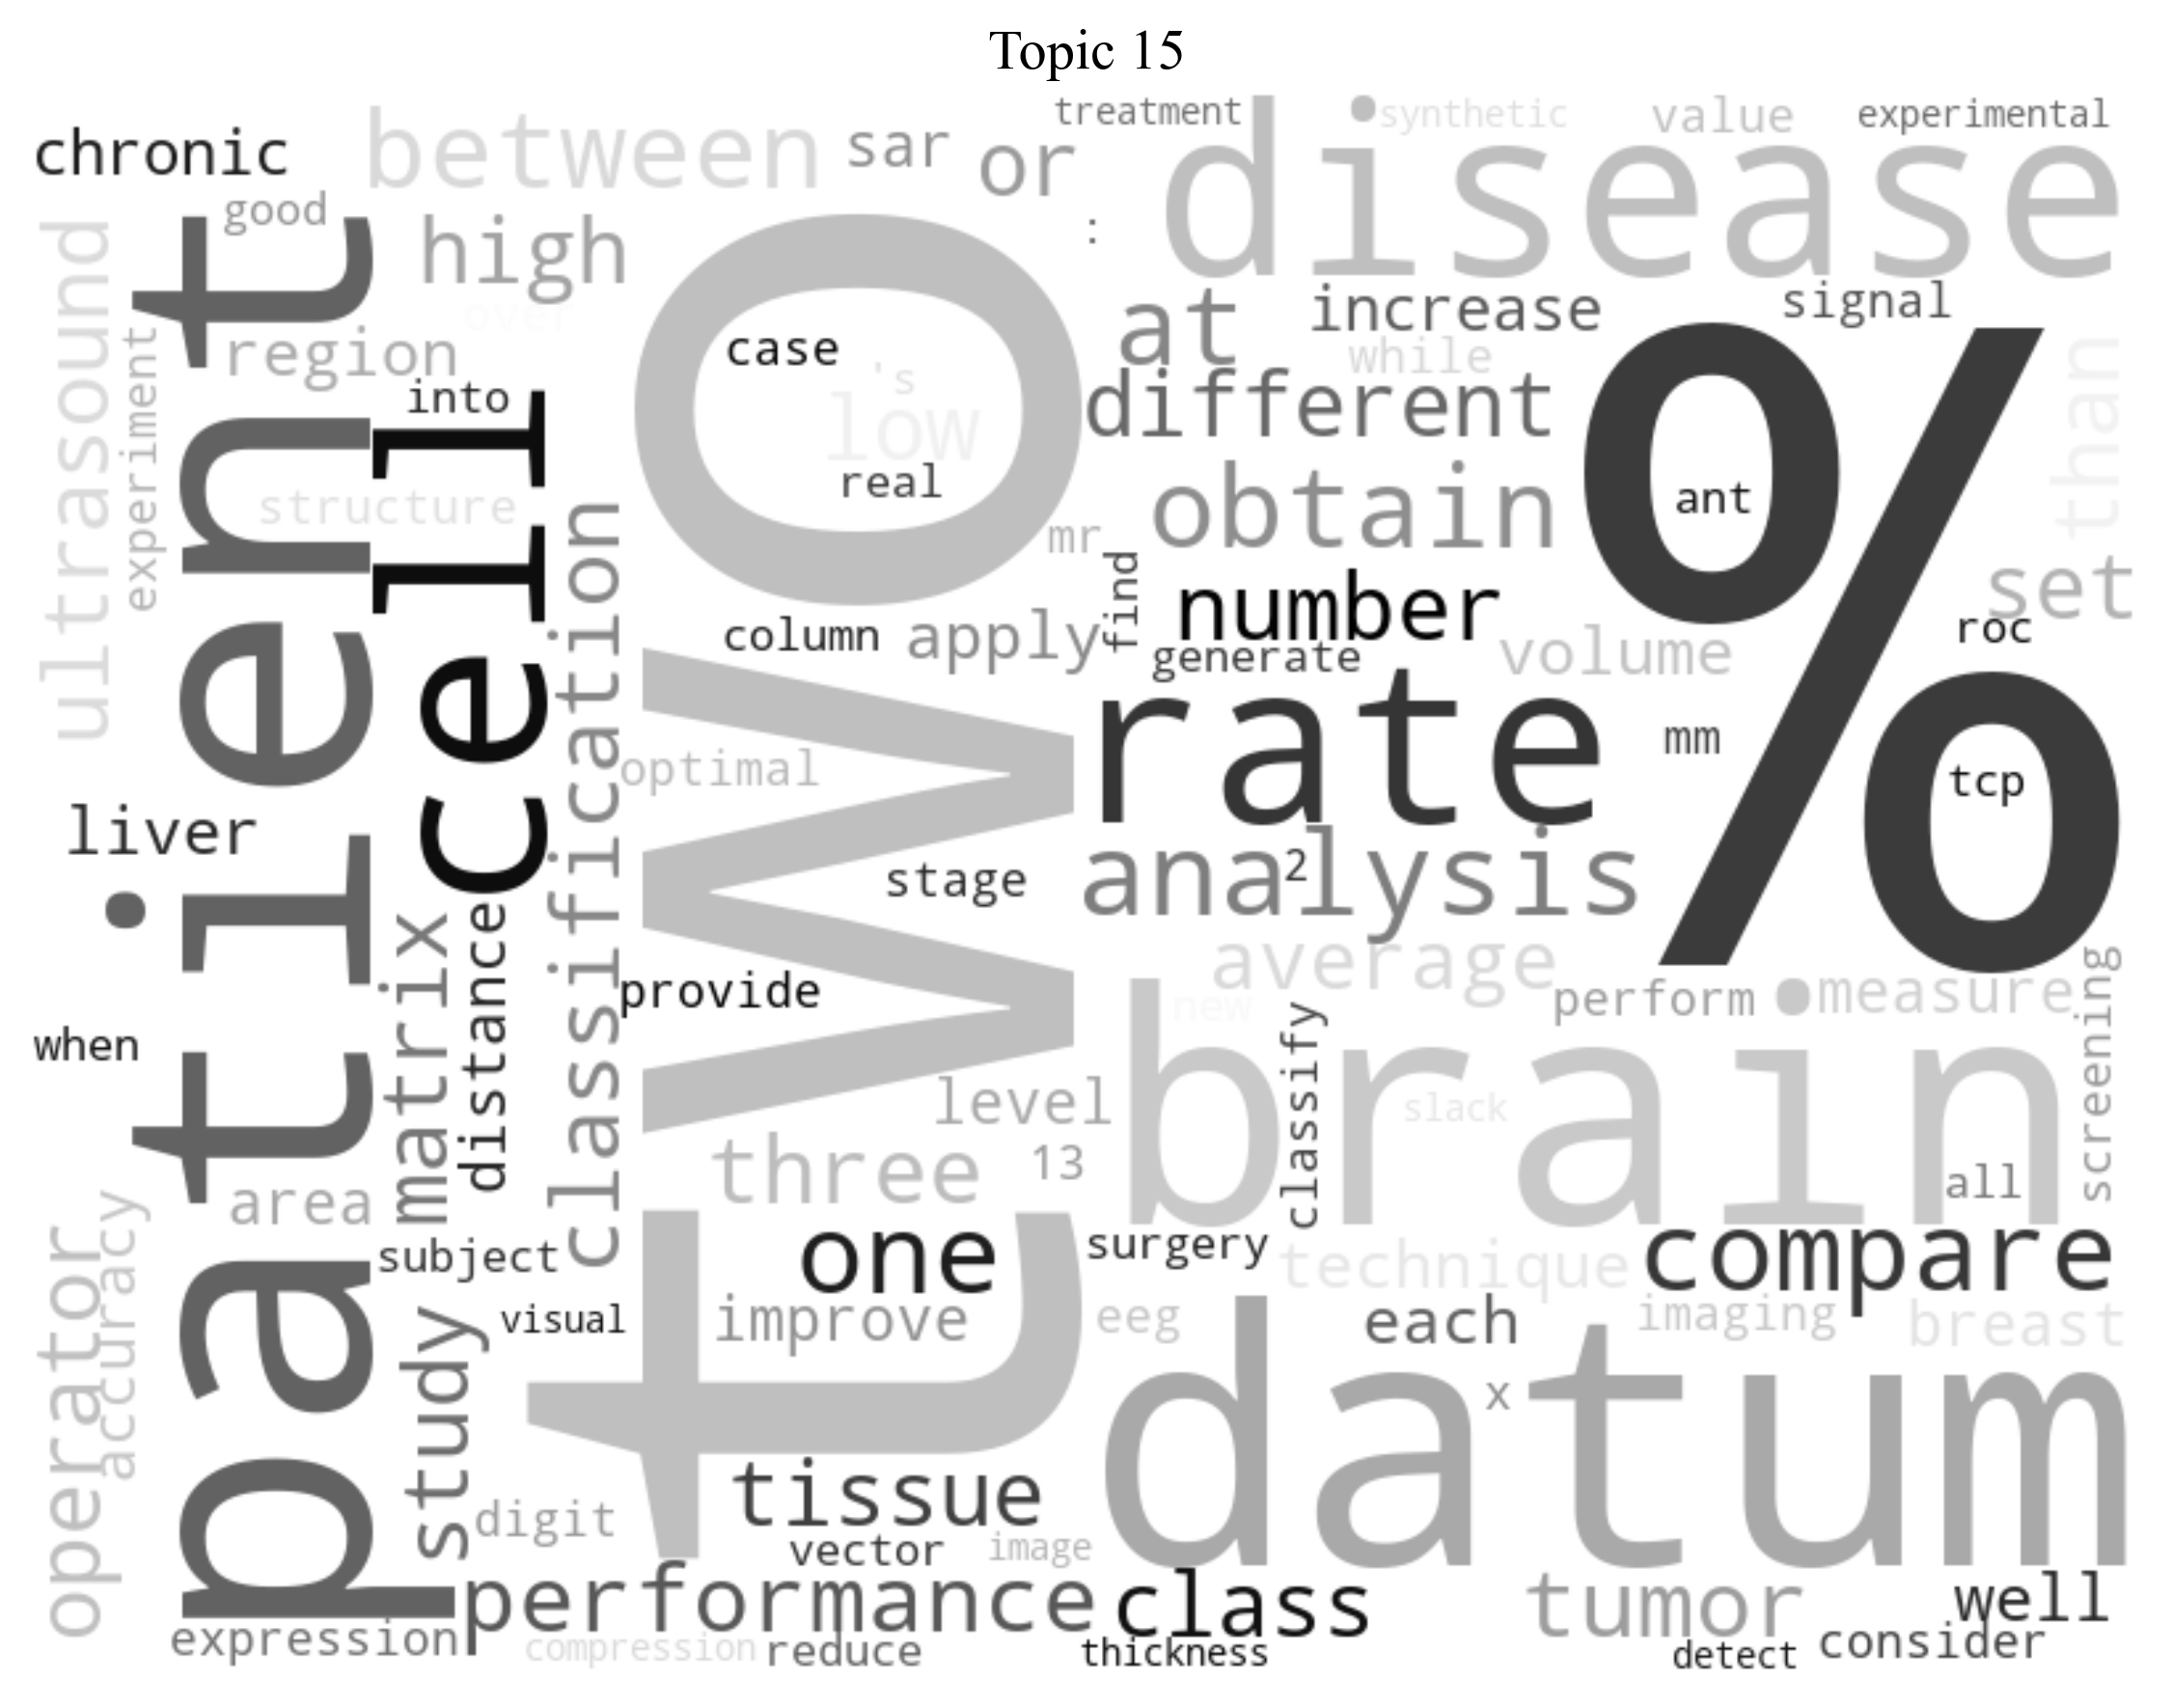 Topic 15
chronic
between
sar
or
treatment
synthetic
value
experimental
disease
good
high
:
ultrasound
patient
over
region
experiment
into
cell
structure
two
case
's
low
real
mr
at
increase
signal
while
different
than
obtain
%
ant
find
number
set
roc
column
apply
generate
volume
classification
rate
mm
optimal
tcp
liver
stage
analysis
2
matrix
distance
average
provide
new
perform
measure
screening
when
brain
classify
level
slack
three
13
all
area
operator
accuracy
subject
one
surgery
technique
compare
study
visual
improve
eeg
each
imaging
breast
datum
x
tissue
digit
vector
image
performance
class
tumor
well
expression
compression
reduce
thickness
detect
consider